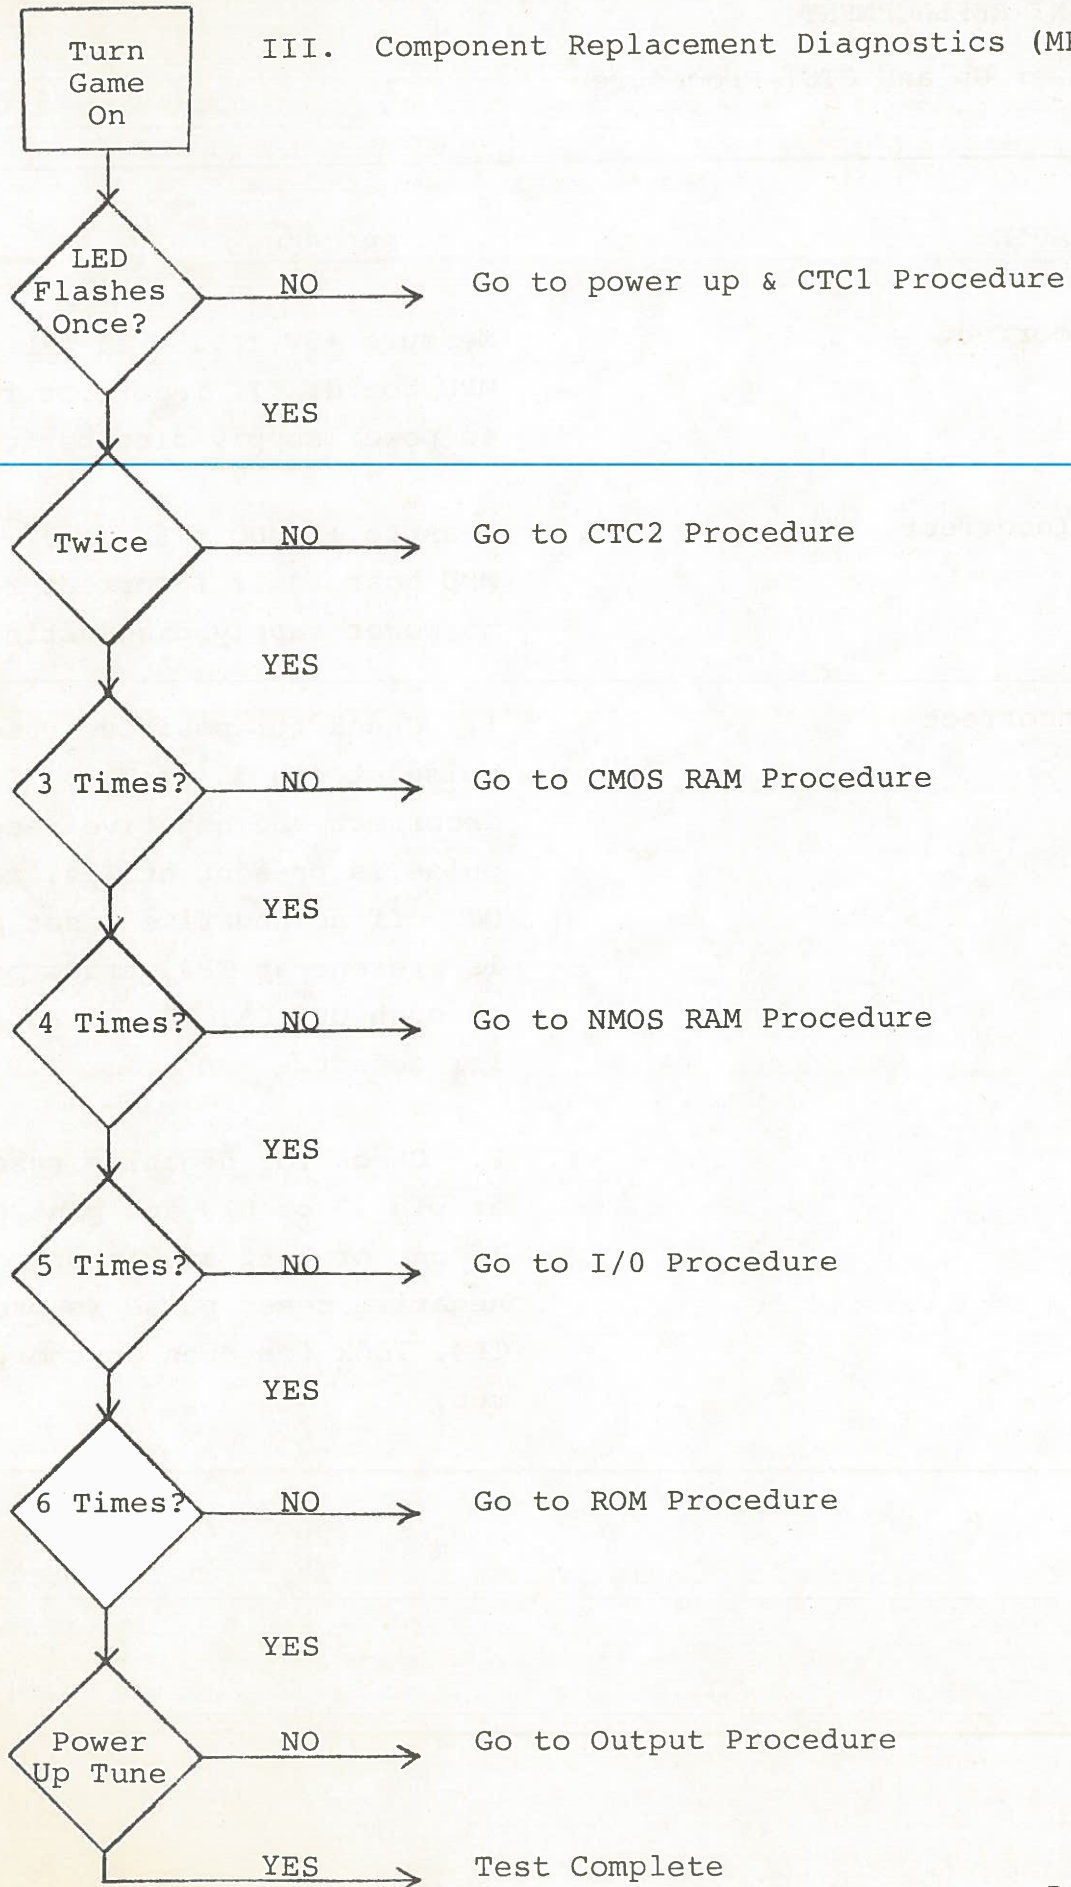 Turn
Game
On
III. Component Replacement Diagnostics
LED
Flashes
Once?
NO
Go to power up & CTC1 Procedure
YES
Twice
NO
Go to CTC2 Procedure
YES
3 Times?
NO
Go to CMOS RAM Procedure
YES
4 Times?
NO
Go to NMOS RAM Procedure
YES
5 Times?
NO
Go to I/0 Procedure
YES
6 Times?
NO
Go to ROM Procedure
YES
Power
Up Tune
NO
Go to Output Procedure
YES
Test Complete